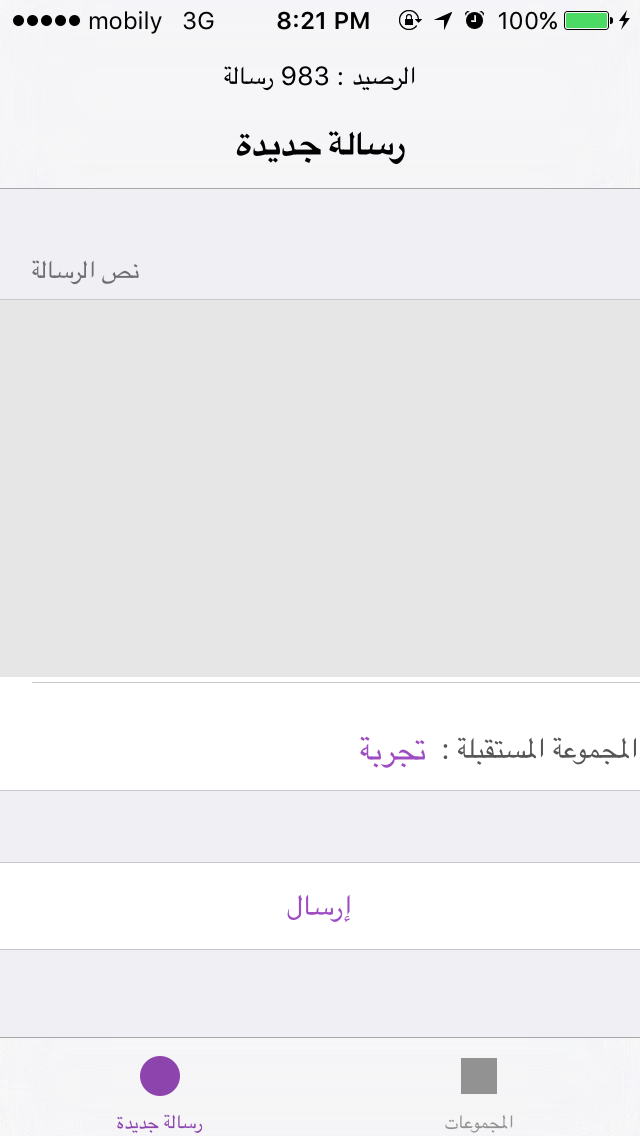 mobily 3G 8:21 PM 100%
الرصيد : 983 رسالة
رسالة جديدة
نص الرسالة
المجموعة المستقبلة : تجربة
إرسال
رسالة جديدة المجموعات